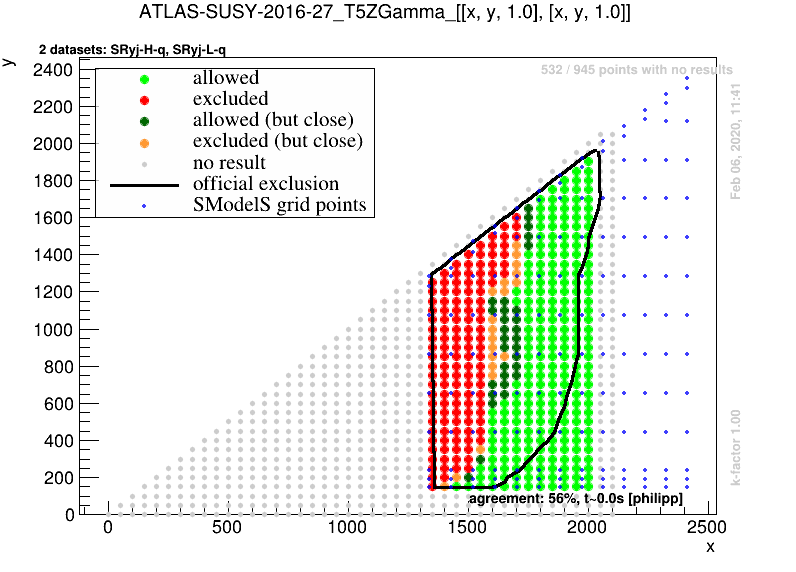 ATLAS-SUSY-2016-27_T5ZGamma_[[x, y, 1.0], [x, y, 1.0]]
y
2 datasets: SRyj-H-q, SRyj-L-q
532 / 945 points with no results
allowed
excluded
allowed (but close)
excluded (but close)
no result
official exclusion
SModelS grid points
Feb 06, 2020, 11:41
k-factor 1.00
2400
2200
2000
1800
1600
1400
1200
1000
800
600
400
200
0
agreement: 56%, t~0.0s [philipp]
0 500 1000 1500 2000 2500
x